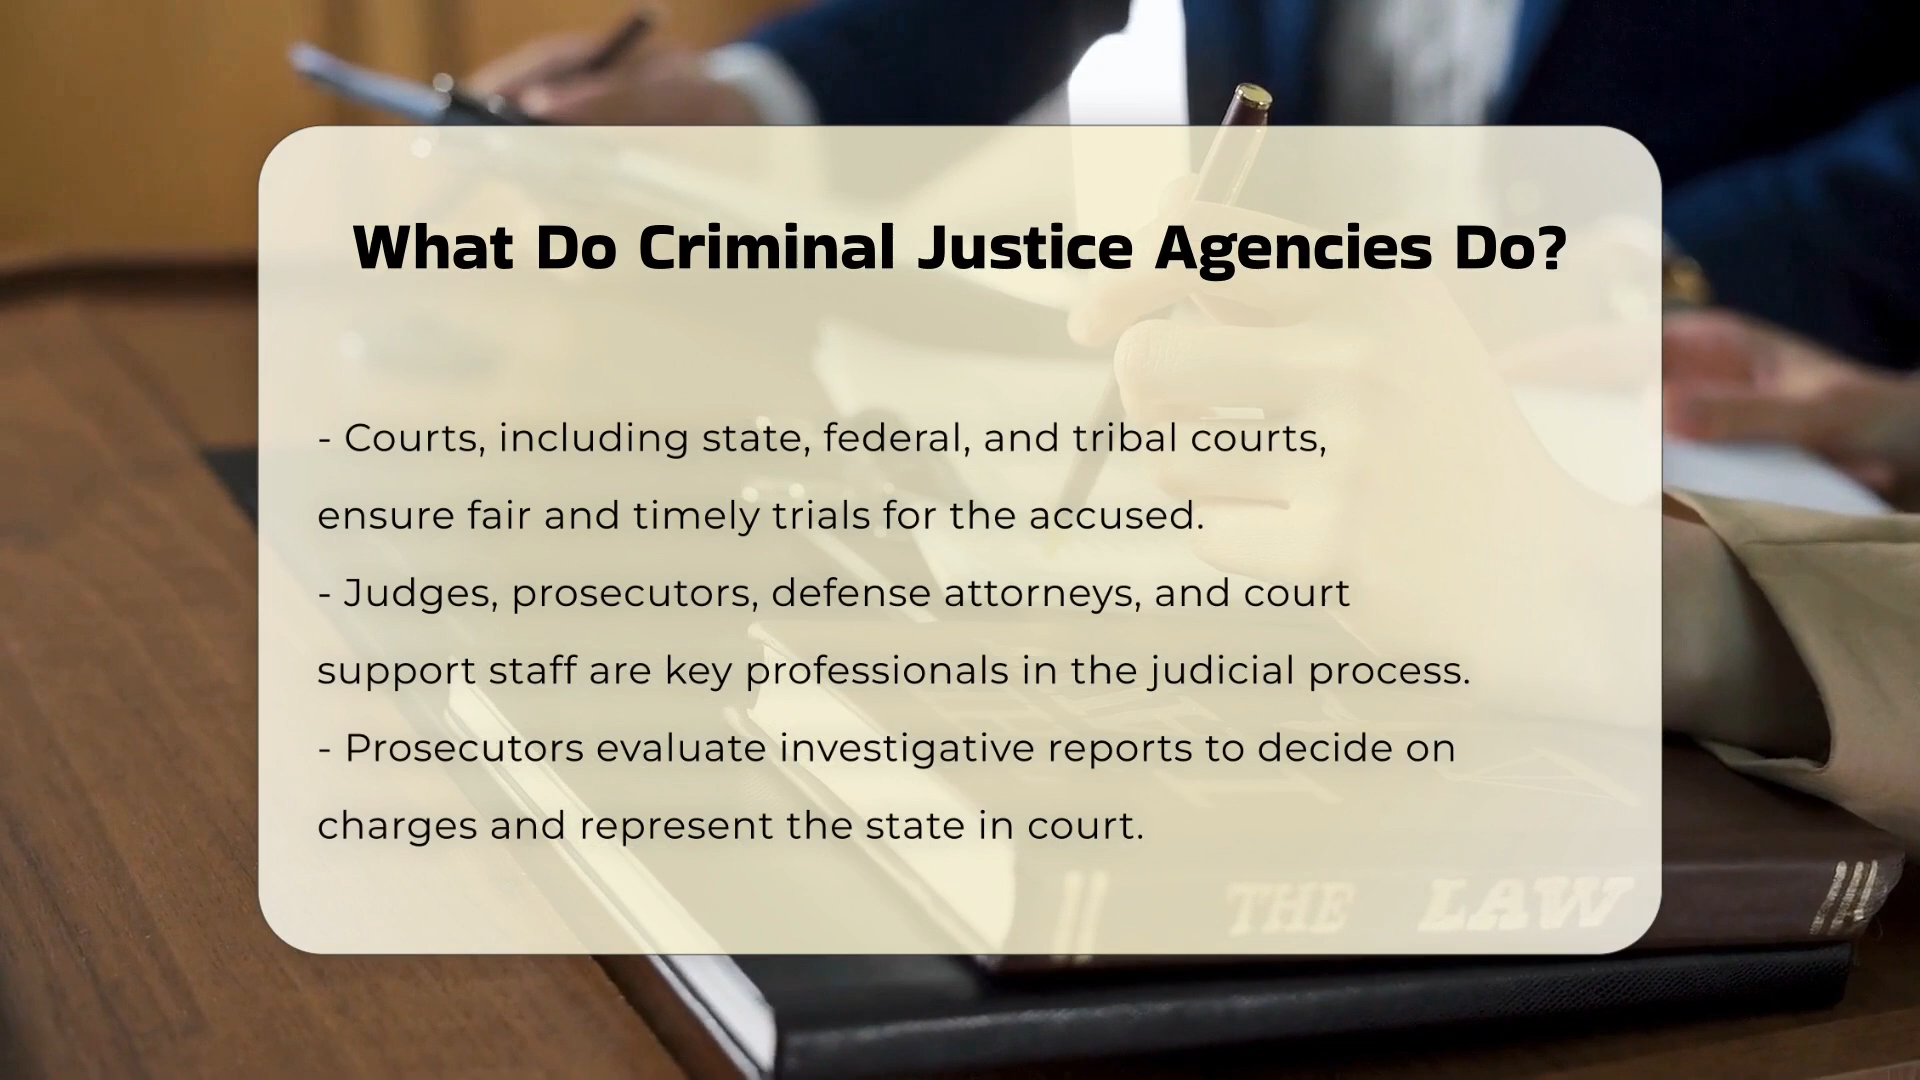 What Do Criminal Justice Agencies Do?
- Courts, including state, federal, and tribal courts,
ensure fair and timely trials for the accused.
- Judges, prosecutors, defense attorneys, and court
support staff are key professionals in the judicial process.
- Prosecutors evaluate investigative reports to decide on
charges and represent the state in court.
THE LAW